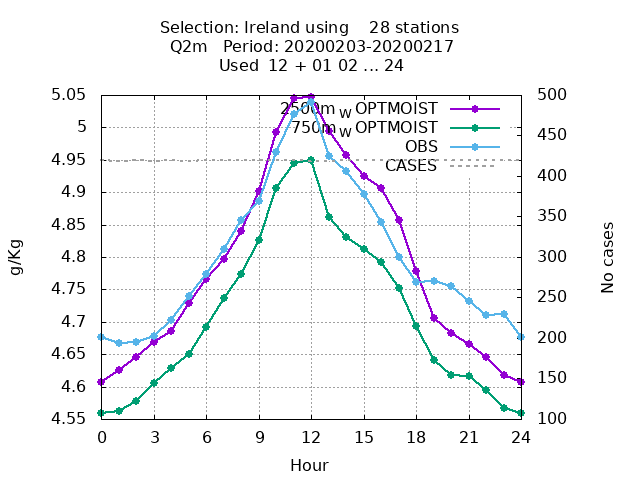 Selection: Ireland using 28 stations
Q2m Period: 20200203-20200217
Used 12 + 01 02 ... 24
2500m_W OPTMOIST
750m_W OPTMOIST
OBS
CASES
5.05
5
4.95
4.9
4.85
4.8
4.75
4.7
4.65
4.6
4.55
500
450
400
350
300
250
200
150
100
g/Kg
No cases
0 3 6 9 12 15 18 21 24
Hour